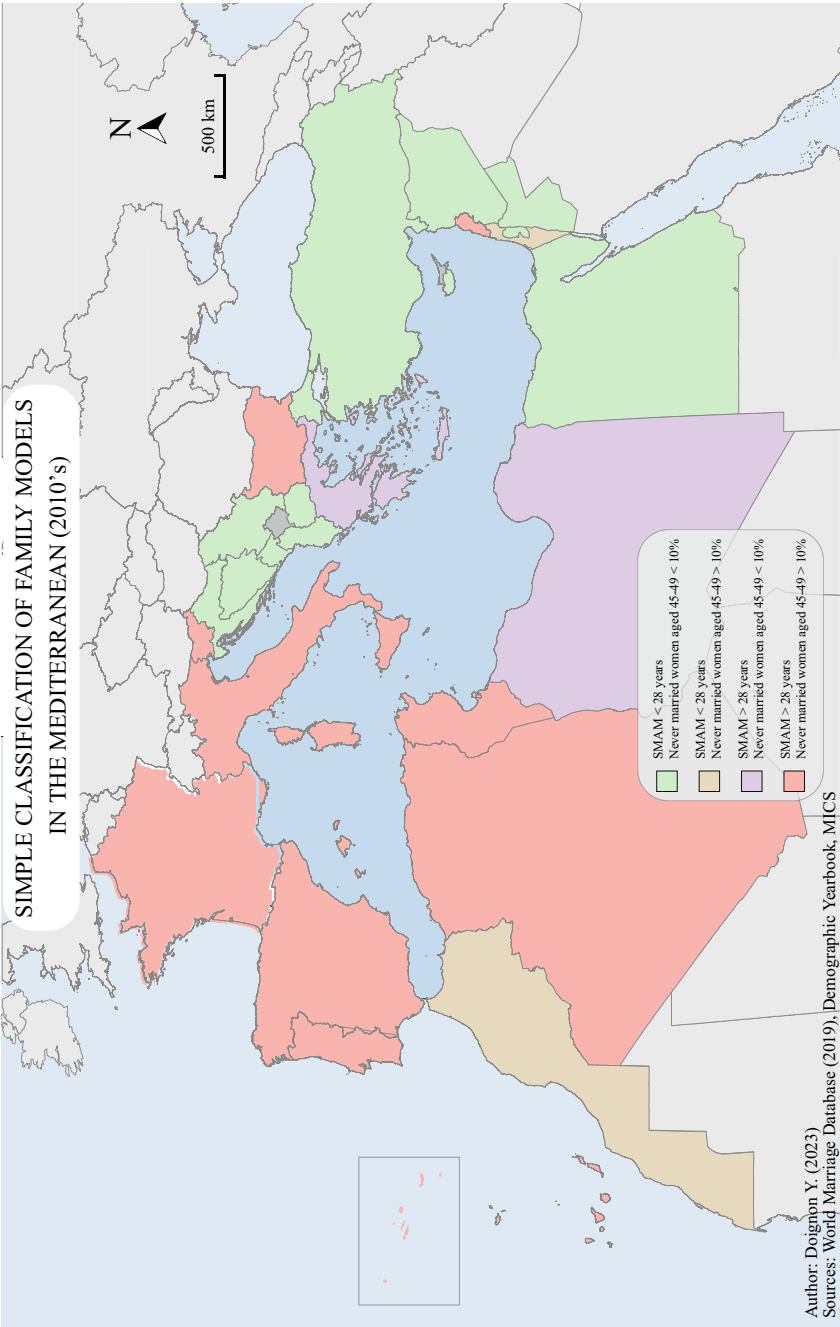 SIMPLE CLASSIFICATION OF FAMILY MODELS
IN THE MEDITERRANEAN (2010's)
N
500 km
SMAM < 28 years
Never married women aged 45-49 < 10%
SMAM < 28 years
Never married women aged 45-49 > 10%
SMAM > 28 years
Never married women aged 45-49 < 10%
SMAM > 28 years
Never married women aged 45-49 > 10%
Author: Doignon Y. (2023)
Sources: World Marriage Database (2019), Demographic Yearbook, MICS